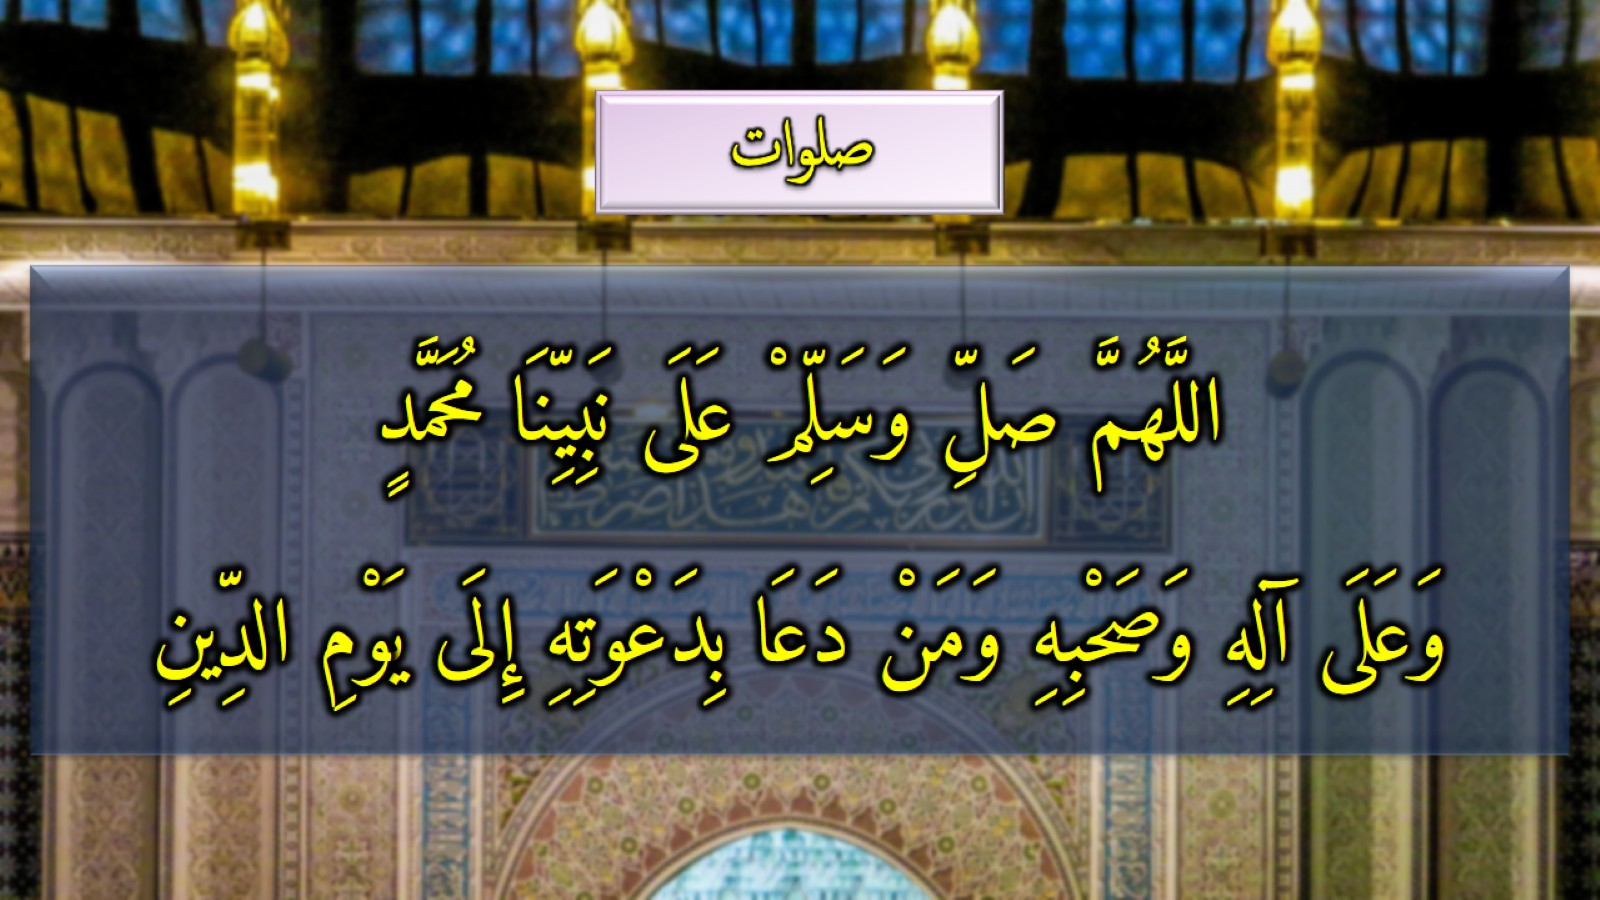 صلوات
اللَّهُمَّ صَلِّ وَسَلِّمْ عَلَى نَبِيِّنَا مُحَمَّدٍ
وَعَلَى آلِهِ وَصَحْبِهِ وَمَنْ دَعَا بِدَعْوَتِهِ إِلَى يَوْمِ الدِّينِ